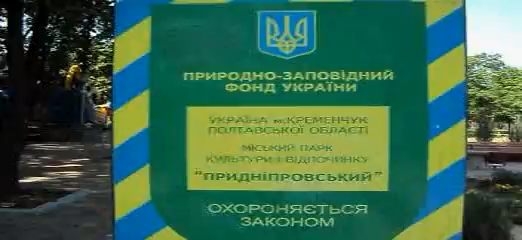 ПРИРОДНО-ЗАПОВІДНИЙ
ФОНД УКРАЇНИ
УКРАЇНА м.КРЕМЕНЧУК
ПОЛТАВСЬКОЇ ОБЛАСТІ
МІСЬКИЙ ПАРК
КУЛЬТУРИ І ВІДПОЧИНКУ
"ПРИДНІПРОВСЬКИЙ"
ОХОРОНЯЄТЬСЯ
ЗАКОНОМ